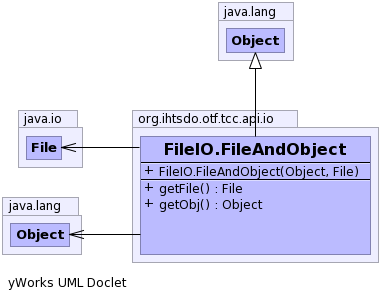 java.lang
Object
java.io
File
org.ihtsdo.otf.tcc.api.io
FileIO.FileAndObject
+ FileIO.FileAndObject(Object, File)
+ getFile() : File
+ getObj() : Object
java.lang
Object
yWorks UML Doclet